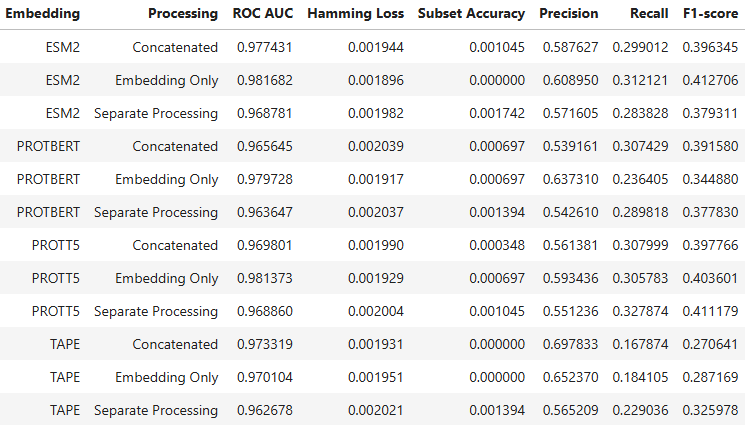 Embedding Processing ROC AUC Hamming Loss Subset Accuracy Precision Recall F1-score
ESM2 Concatenated 0.977431 0.001944 0.001045 0.587627 0.299012 0.396345
ESM2 Embedding Only 0.981682 0.001896 0.000000 0.608950 0.312121 0.412706
ESM2 Separate Processing 0.968781 0.001982 0.001742 0.571605 0.283828 0.379311
PROTBERT Concatenated 0.965645 0.002039 0.000697 0.539161 0.307429 0.391580
PROTBERT Embedding Only 0.979728 0.001917 0.000697 0.637310 0.236405 0.344880
PROTBERT Separate Processing 0.963647 0.002037 0.001394 0.542610 0.289818 0.377830
PROTT5 Concatenated 0.969801 0.001990 0.000348 0.561381 0.307999 0.397766
PROTT5 Embedding Only 0.981373 0.001929 0.000697 0.593436 0.305783 0.403601
PROTT5 Separate Processing 0.968860 0.002004 0.001045 0.551236 0.327874 0.411179
TAPE Concatenated 0.973319 0.001931 0.000000 0.697833 0.167874 0.270641
TAPE Embedding Only 0.970104 0.001951 0.000000 0.652370 0.184105 0.287169
TAPE Separate Processing 0.962678 0.002021 0.001394 0.565209 0.229036 0.325978